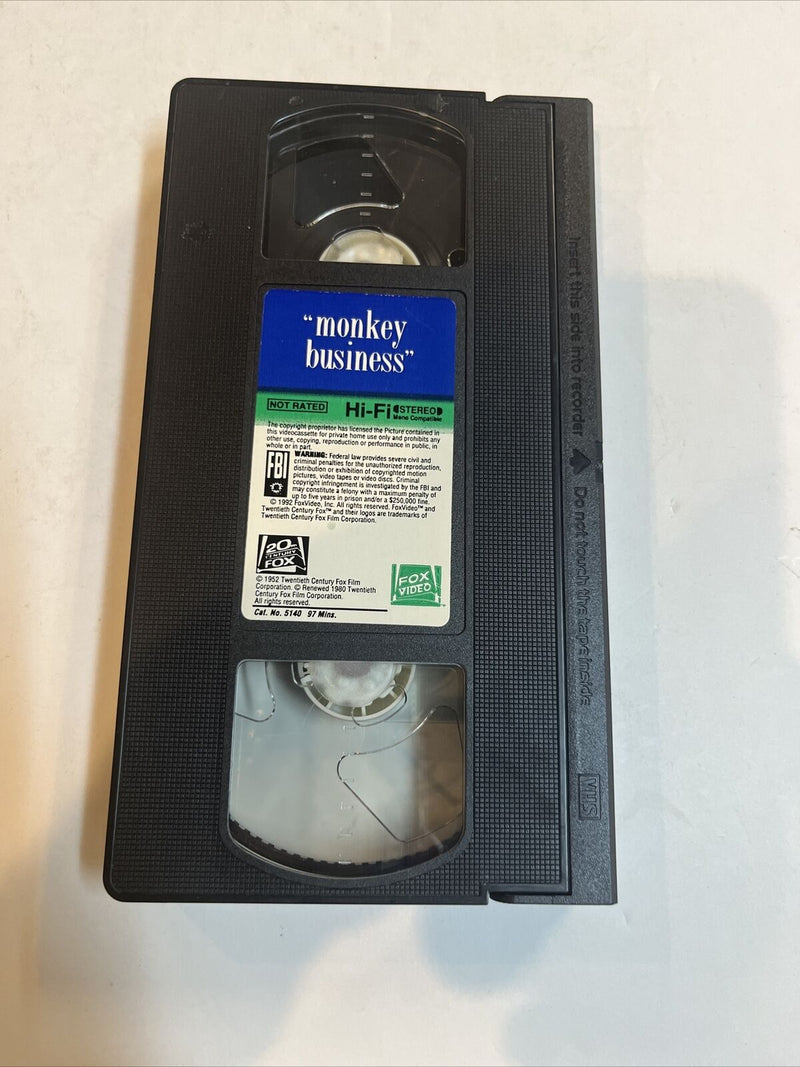 “monkey
business”
NOT RATED Hi-Fi STEREO
Mono Compatible
The copyright proprietor has licensed the Picture contained in
this videocassette for private home use only and prohibits any
other use, copying, reproduction or performance in public, in
whole or in part.
FBI
WARNING: Federal law provides severe civil and
criminal penalties for the unauthorized reproduction,
distribution or exhibition of copyrighted motion
pictures, video tapes or video discs. Criminal
copyright infringement is investigated by the FBI and
may constitute a felony with a maximum penalty of
up to five years in prison and/or a $250,000 fine.
© 1992 FoxVideo, Inc. All rights reserved. FoxVideo™ and
Twentieth Century Fox™ and their logos are trademarks of
Twentieth Century Fox Film Corporation.
20th
CENTURY
FOX
© 1952 Twentieth Century Fox Film
Corporation. © Renewed 1980 Twentieth
Century Fox Film Corporation.
All rights reserved.
Cat. No. 5140 97 Mins.
FOX
VIDEO
Insert this side into recorder
Do not touch the tape inside
VHS